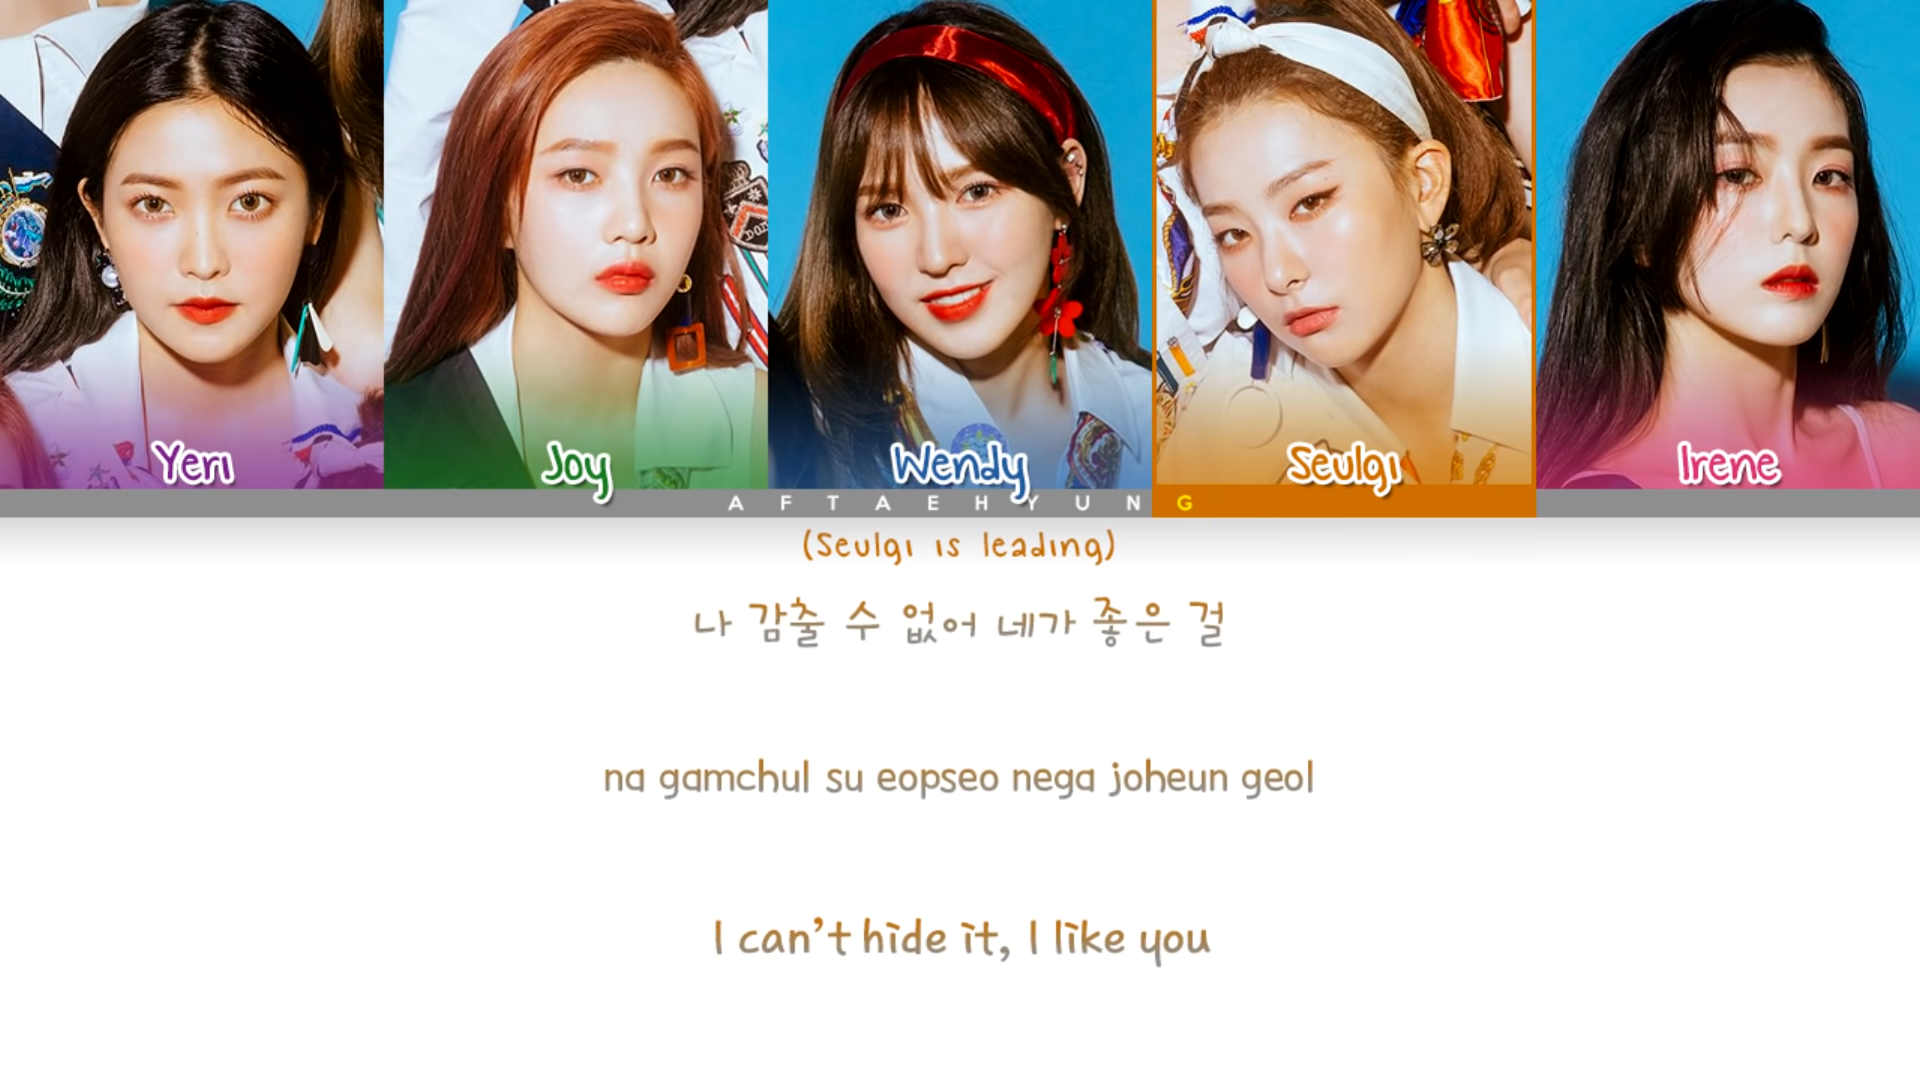 Yeri
Joy
Wendy
Seulgi
Irene
AFTAEHYUNG
(Seulgi is leading)
나 감출 수 없어 네가 좋은 걸
na gamchul su eopseo nega joheun geol
I can't hide it, I like you